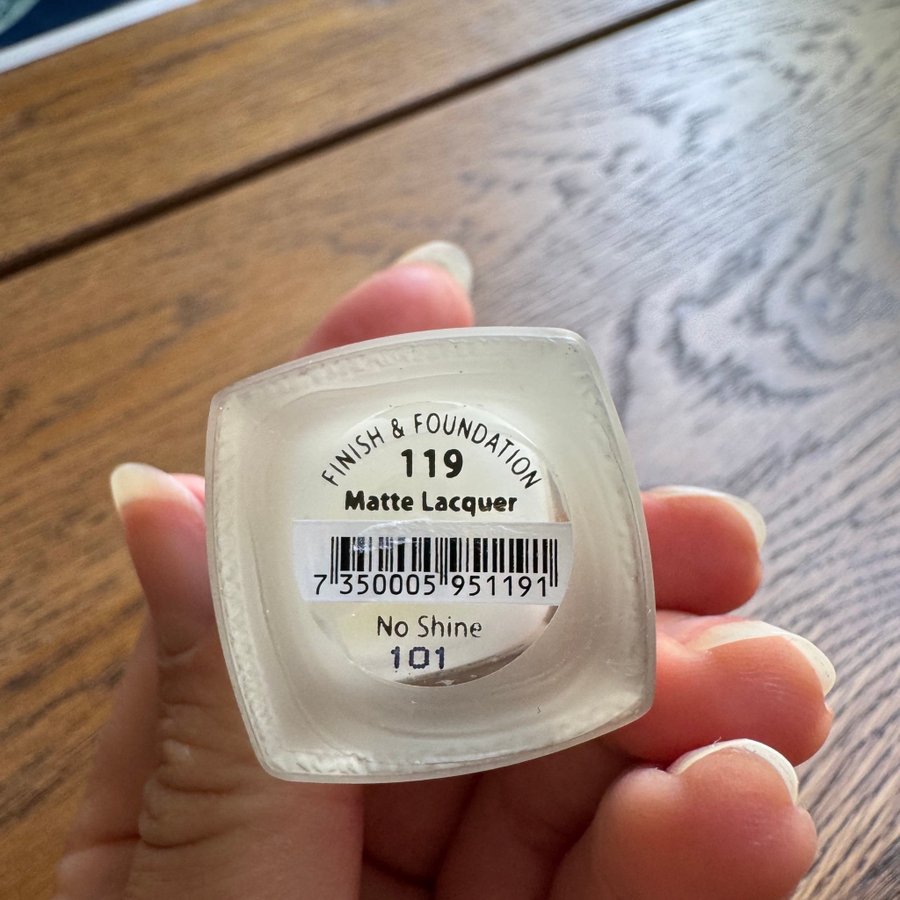 FINISH & FOUNDATION
119
Matte Lacquer
7 350005 951191
No Shine
101